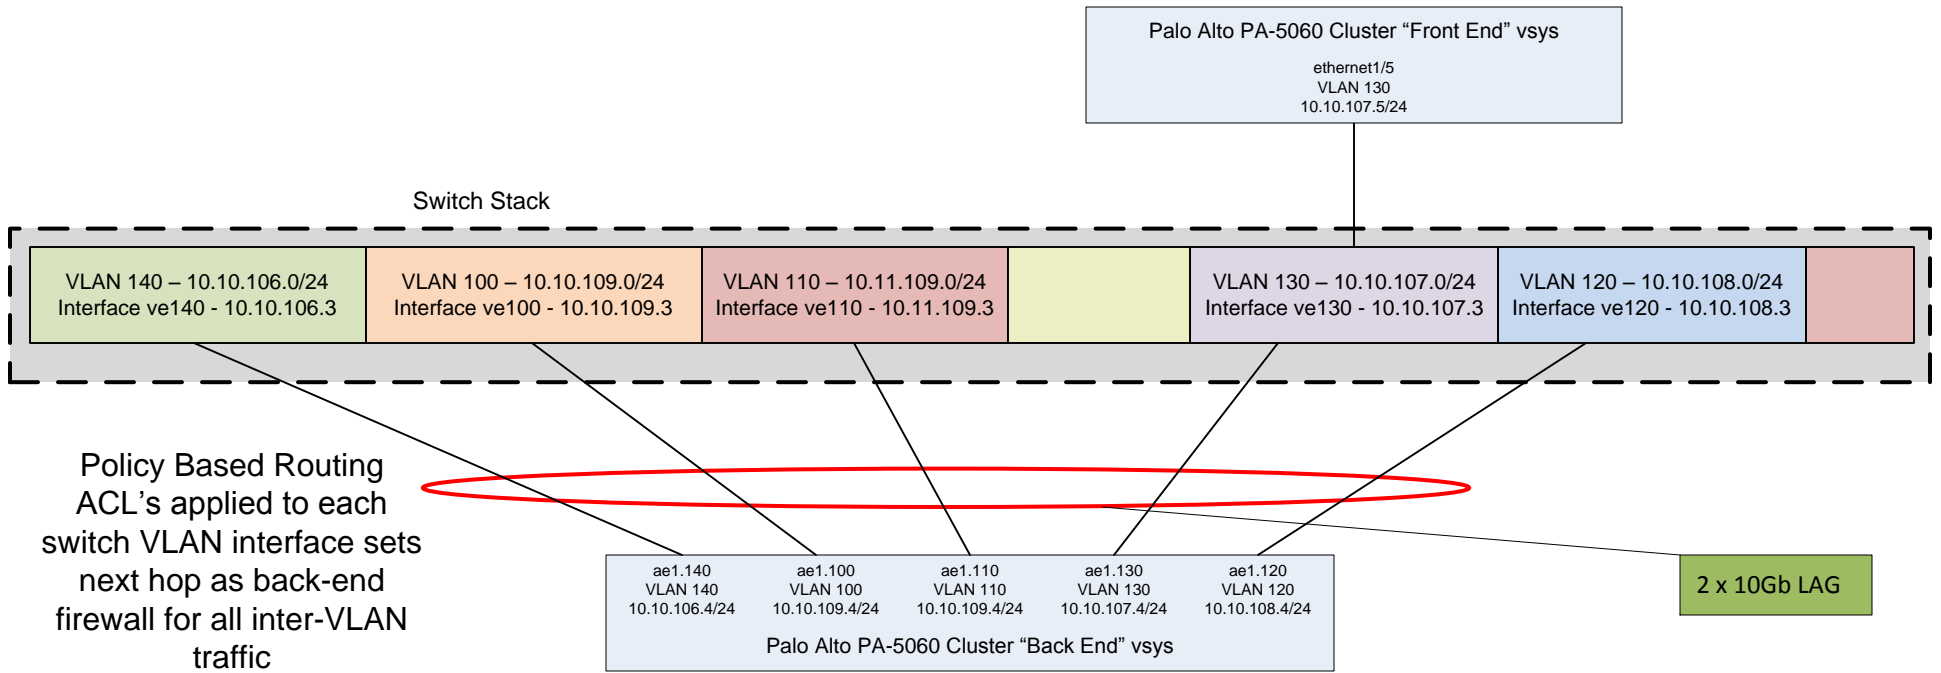 Palo Alto PA-5060 Cluster “Front End” vsys
ethernet1/5
VLAN 130
10.10.107.5/24
Switch Stack
VLAN 140 – 10.10.106.0/24
Interface ve140 - 10.10.106.3
VLAN 100 – 10.10.109.0/24
Interface ve100 - 10.10.109.3
VLAN 110 – 10.11.109.0/24
Interface ve110 - 10.11.109.3
VLAN 130 – 10.10.107.0/24
Interface ve130 - 10.10.107.3
VLAN 120 – 10.10.108.0/24
Interface ve120 - 10.10.108.3
Policy Based Routing
ACL’s applied to each
switch VLAN interface sets
next hop as back-end
firewall for all inter-VLAN
traffic
ae1.140
VLAN 140
10.10.106.4/24
ae1.100
VLAN 100
10.10.109.4/24
ae1.110
VLAN 110
10.10.109.4/24
ae1.130
VLAN 130
10.10.107.4/24
ae1.120
VLAN 120
10.10.108.4/24
Palo Alto PA-5060 Cluster “Back End” vsys
2 x 10Gb LAG